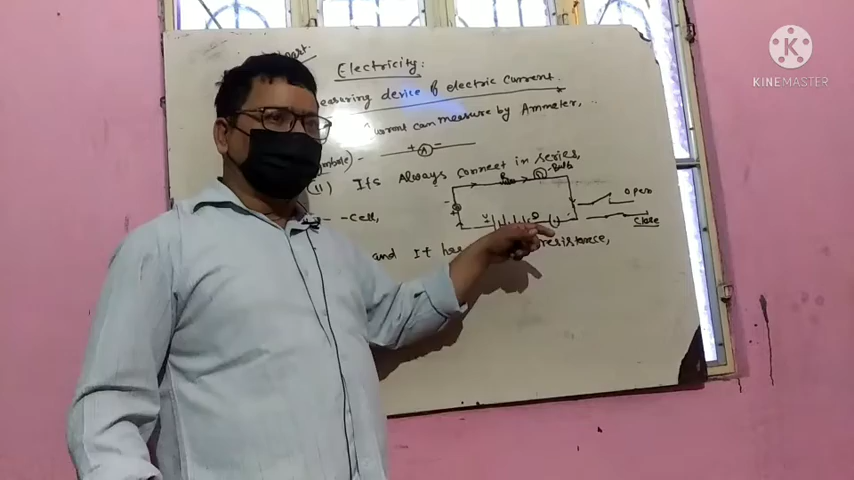 Electricity:
measuring device of electric current.
Current can measure by Ammeter,
+ A -
(ii) Its Always connect in series,
R Bulb
open
close
- Cell,
and It has resistance,
K
KINEMASTER